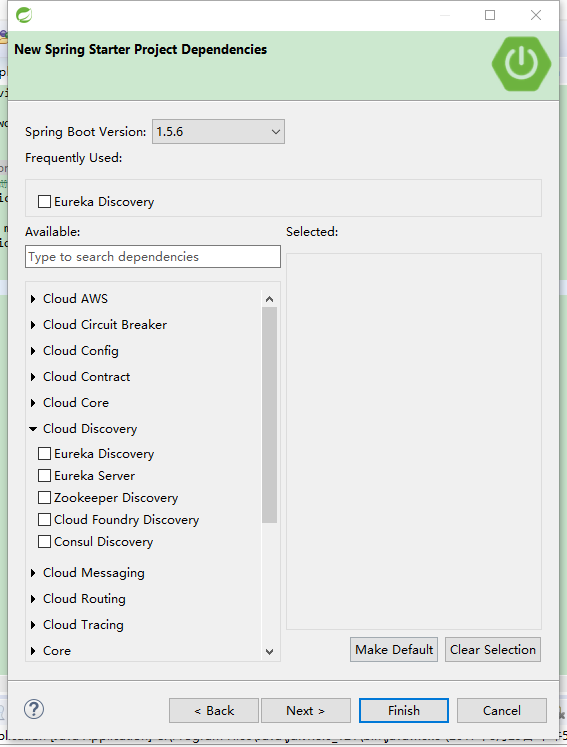 New Spring Starter Project Dependencies
Spring Boot Version: 1.5.6
Frequently Used:
Eureka Discovery
Available:
Selected:
Type to search dependencies
Cloud AWS
Cloud Circuit Breaker
Cloud Config
Cloud Contract
Cloud Core
Cloud Discovery
Eureka Discovery
Eureka Server
Zookeeper Discovery
Cloud Foundry Discovery
Consul Discovery
Cloud Messaging
Cloud Routing
Cloud Tracing
Core
Make Default Clear Selection
? < Back Next > Finish Cancel